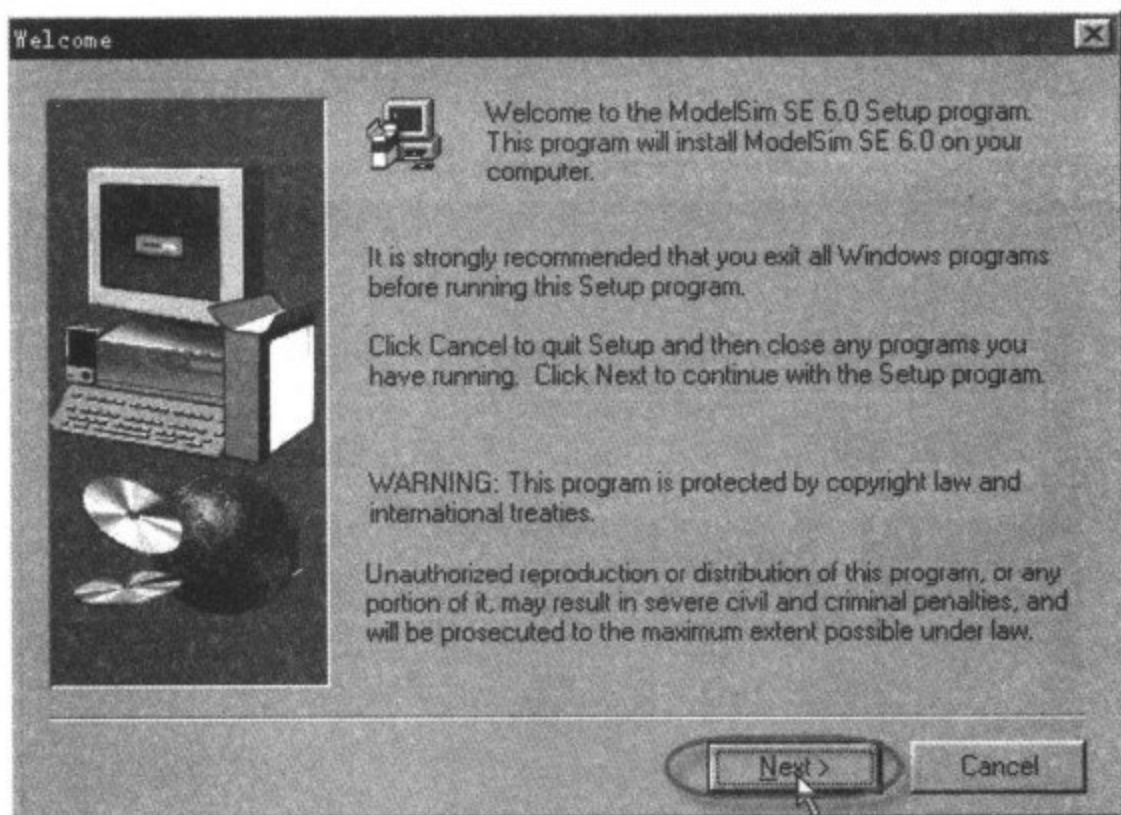 Welcome
Welcome to the ModelSim SE 6.0 Setup program.
This program will install ModelSim SE 6.0 on your
computer.
It is strongly recommended that you exit all Windows programs
before running this Setup program.
Click Cancel to quit Setup and then close any programs you
have running. Click Next to continue with the Setup program.
WARNING: This program is protected by copyright law and
international treaties.
Unauthorized reproduction or distribution of this program, or any
portion of it, may result in severe civil and criminal penalties, and
will be prosecuted to the maximum extent possible under law.
Next >
Cancel